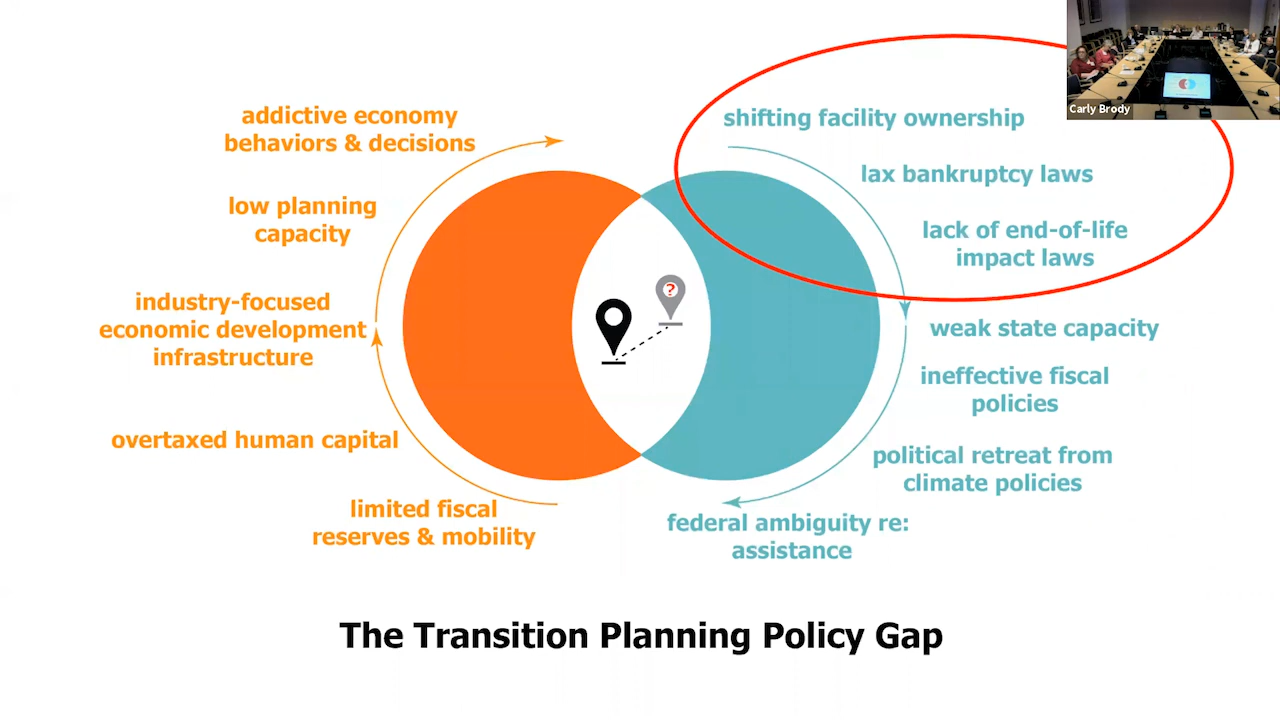 Carly Brody
addictive economy
behaviors & decisions
low planning
capacity
industry-focused
economic development
infrastructure
overtaxed human capital
limited fiscal
reserves & mobility
?
shifting facility ownership
lax bankruptcy laws
lack of end-of-life
impact laws
weak state capacity
ineffective fiscal
policies
political retreat from
climate policies
federal ambiguity re:
assistance
The Transition Planning Policy Gap